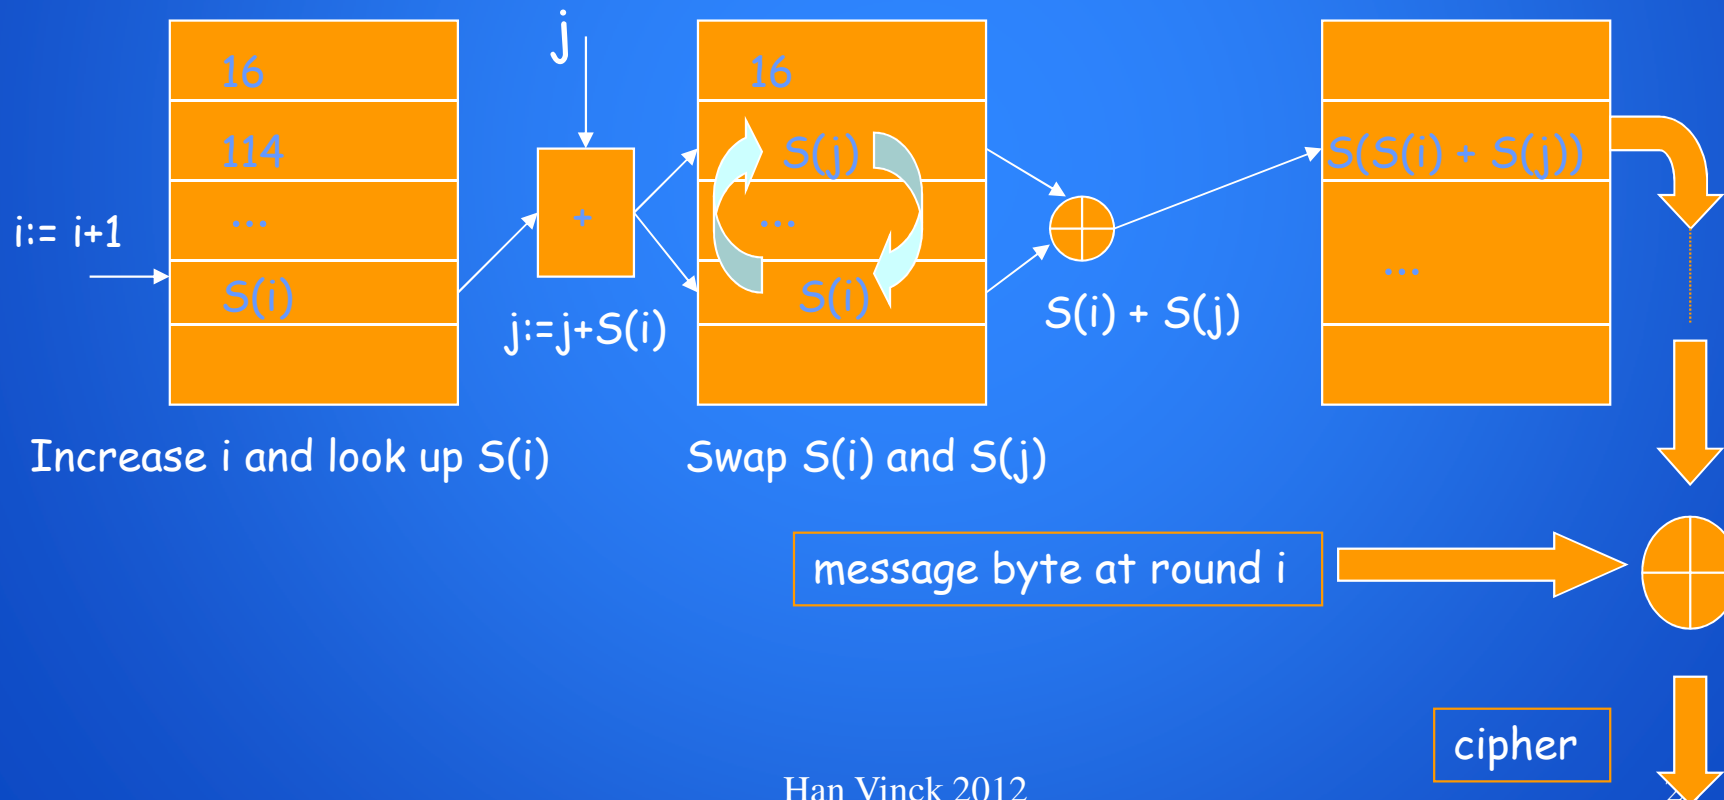 j
16
114
...
S(i)
i:= i+1
+
j:=j+S(i)
16
S(j)
...
S(i)
S(i) + S(j)
S(S(i) + S(j))
...
Increase i and look up S(i)
Swap S(i) and S(j)
message byte at round i
cipher
Han Vinck 2012